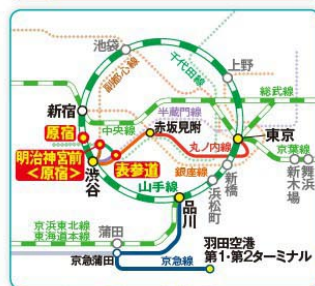 池袋
副都心線
千代田線
上野
総武線
新宿
半蔵門線
中央線
赤坂見附
東京
原宿
丸ノ内線
明治神宮前
<原宿>
表参道
渋谷
銀座線
新橋
京葉線
新木場
舞浜
山手線
浜松町
品川
京浜東北線
東海道本線
蒲田
羽田空港
第1・第2ターミナル
京急蒲田
京急線